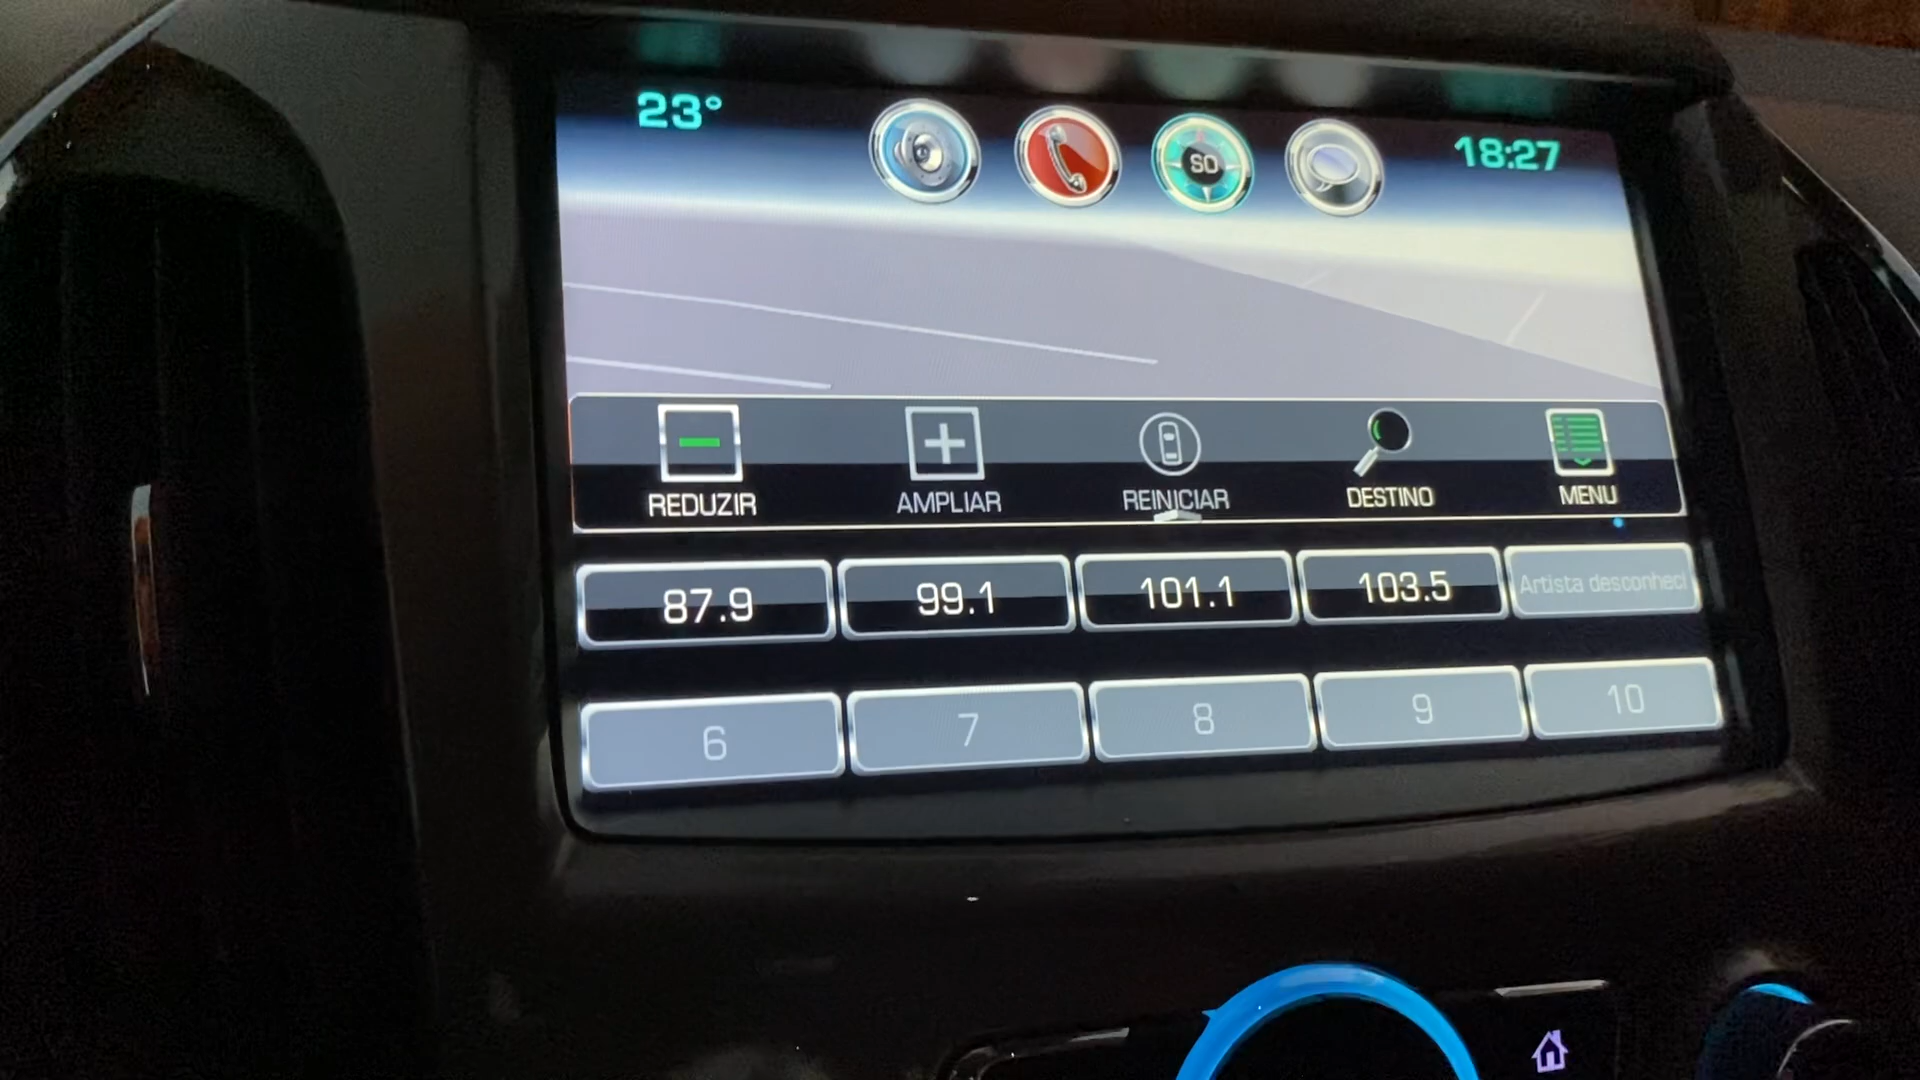 23°
SO
18:27
REDUZIR
AMPLIAR
REINICIAR
DESTINO
MENU
87.9
99.1
101.1
103.5
Artista desconheci
6
7
8
9
10